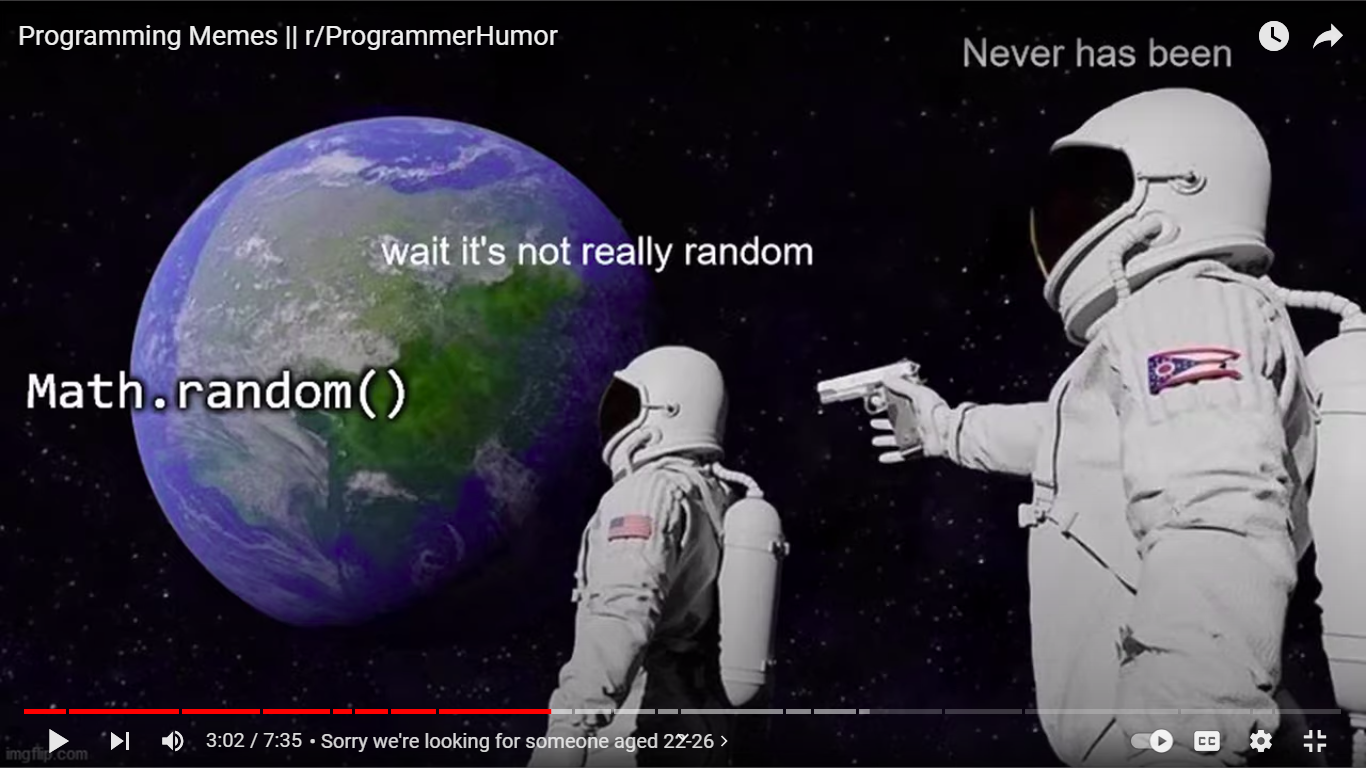 Programming Memes || r/ProgrammerHumor
Never has been
wait it's not really random
Math.random()
3:02 / 7:35 • Sorry we're looking for someone aged 22-26 >
CC
imgflip.com